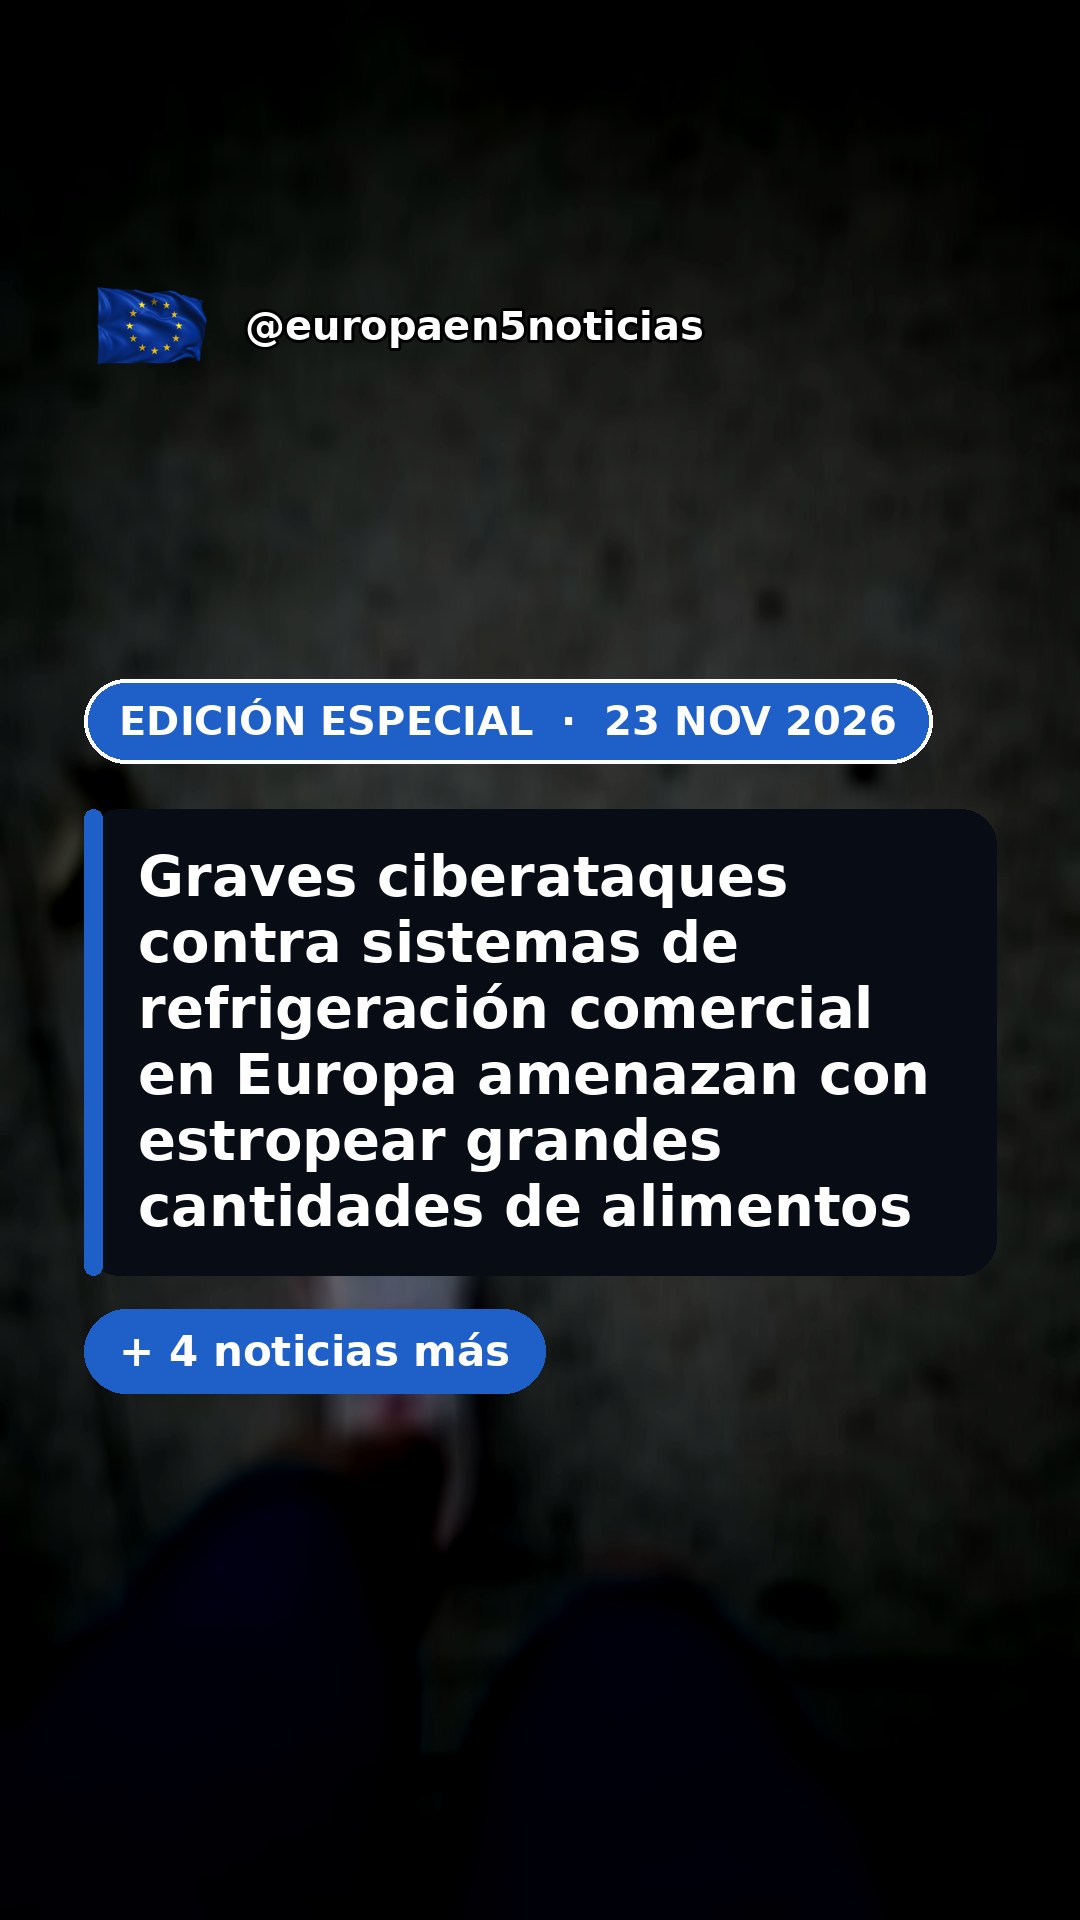 @europaen5noticias
EDICIÓN ESPECIAL · 23 NOV 2026
Graves ciberataques
contra sistemas de
refrigeración comercial
en Europa amenazan con
estropear grandes
cantidades de alimentos
+ 4 noticias más